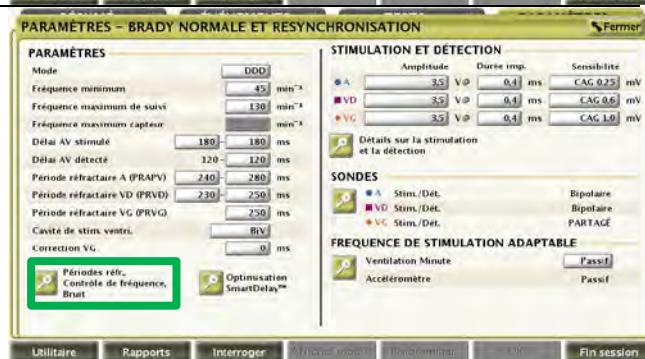 PARAMÈTRES – BRADY NORMALE ET RESYNCHRONISATION
Fermer
PARAMÈTRES
Mode DDD
Fréquence minimum 45 min⁻¹
Fréquence maximum de suivi 130 min⁻¹
Fréquence maximum capteur min⁻¹
Délai AV stimulé 180 - 180 ms
Délai AV détecté 120 - 120 ms
Période réfractaire A (PRAPV) 240 - 280 ms
Période réfractaire VD (PRVD) 230 - 250 ms
Période réfractaire VG (PRVG) 250 ms
Cavité de stim. ventri. BiV
Correction VG 0 ms
Périodes réfr.,
Contrôle de fréquence,
Bruit
Optimisation
SmartDelay™
STIMULATION ET DÉTECTION
Amplitude Durée imp. Sensibilité
A 3,5 V 0,4 ms CAG 0.25 mV
VD 3,5 V 0,4 ms CAG 0.6 mV
VG 3,5 V 0,4 ms CAG 1.0 mV
Détails sur la stimulation
et la détection
SONDES
A Stim./Dét. Bipolaire
VD Stim./Dét. Bipolaire
VG Stim./Dét. PARTAGÉ
FREQUENCE DE STIMULATION ADAPTABLE
Ventilation Minute Passif
Accéléromètre Passif
Utilitaire Rapports Interroger Fin session